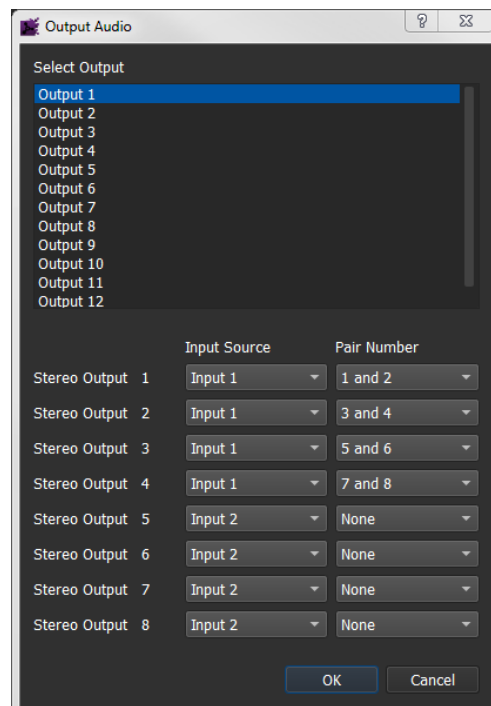 Output Audio
Select Output
Output 1
Output 2
Output 3
Output 4
Output 5
Output 6
Output 7
Output 8
Output 9
Output 10
Output 11
Output 12
Input Source Pair Number
Stereo Output 1 Input 1 1 and 2
Stereo Output 2 Input 1 3 and 4
Stereo Output 3 Input 1 5 and 6
Stereo Output 4 Input 1 7 and 8
Stereo Output 5 Input 2 None
Stereo Output 6 Input 2 None
Stereo Output 7 Input 2 None
Stereo Output 8 Input 2 None
OK Cancel